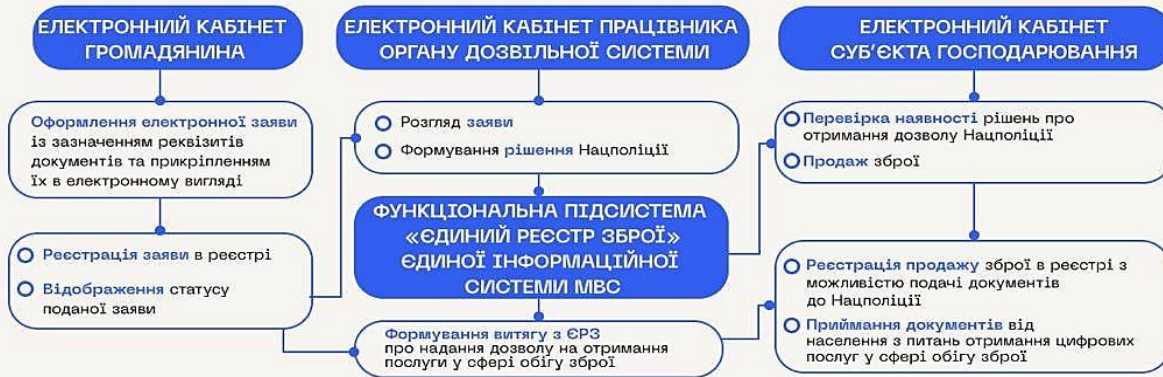 ЕЛЕКТРОННИЙ КАБІНЕТ
ГРОМАДЯНИНА
Оформлення електронної заяви
із зазначенням реквізитів
документів та прикріпленням
їх в електронному вигляді
Реєстрація заяви в реєстрі
Відображення статусу
поданої заяви
ЕЛЕКТРОННИЙ КАБІНЕТ ПРАЦІВНИКА
ОРГАНУ ДОЗВІЛЬНОЇ СИСТЕМИ
Розгляд заяви
Формування рішення Нацполіції
ФУНКЦІОНАЛЬНА ПІДСИСТЕМА
«ЄДИНИЙ РЕЄСТР ЗБРОЇ»
ЄДИНОЇ ІНФОРМАЦІЙНОЇ
СИСТЕМИ МВС
Формування витягу з ЄРЗ
про надання дозволу на отримання
послуги у сфері обігу зброї
ЕЛЕКТРОННИЙ КАБІНЕТ
СУБ’ЄКТА ГОСПОДАРЮВАННЯ
Перевірка наявності рішень про
отримання дозволу Нацполіції
Продаж зброї
Реєстрація продажу зброї в реєстрі з
можливістю подачі документів
до Нацполіції
Приймання документів від
населення з питань отримання цифрових
послуг у сфері обігу зброї